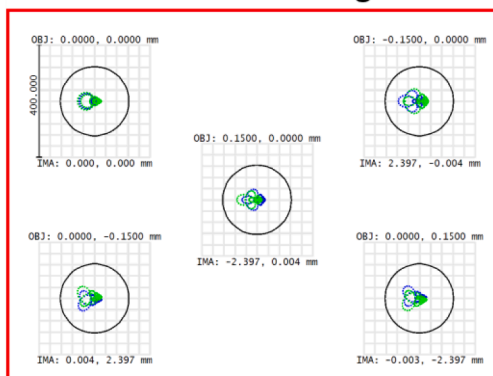 OBJ: 0.0000, 0.0000 mm
400.000
IMA: 0.000, 0.000 mm
OBJ: -0.1500, 0.0000 mm
IMA: 2.397, -0.004 mm
OBJ: 0.1500, 0.0000 mm
IMA: -2.397, 0.004 mm
OBJ: 0.0000, -0.1500 mm
IMA: 0.004, 2.397 mm
OBJ: 0.0000, 0.1500 mm
IMA: -0.003, -2.397 mm